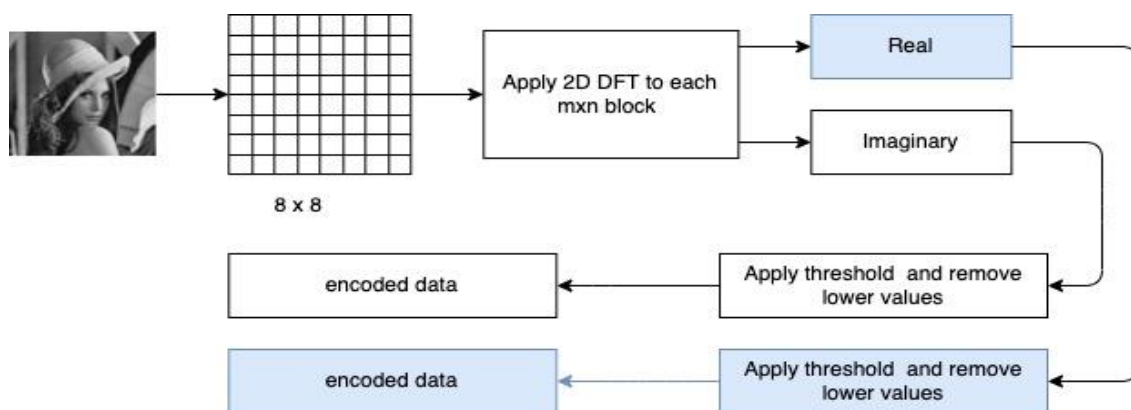 Real
Apply 2D DFT to each
mxn block
Imaginary
8 x 8
encoded data
Apply threshold and remove
lower values
encoded data
Apply threshold and remove
lower values